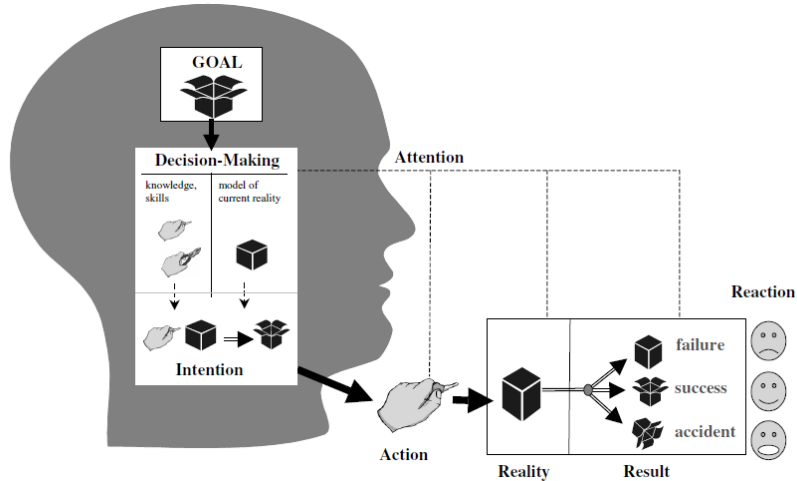 GOAL
Decision-Making
knowledge,
skills
model of
current reality
Intention
Attention
Action
Reaction
failure
success
accident
Reality
Result